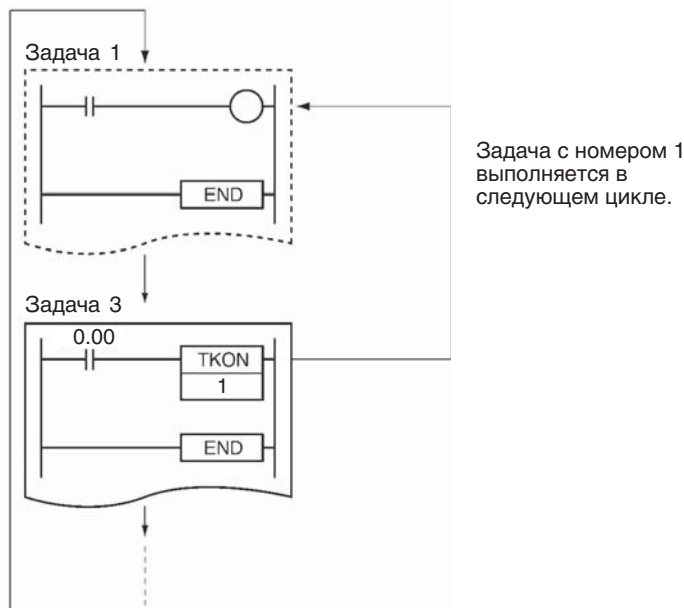 Задача 1
END
Задача с номером 1
выполняется в
следующем цикле.
Задача 3
0.00
TKON
1
END